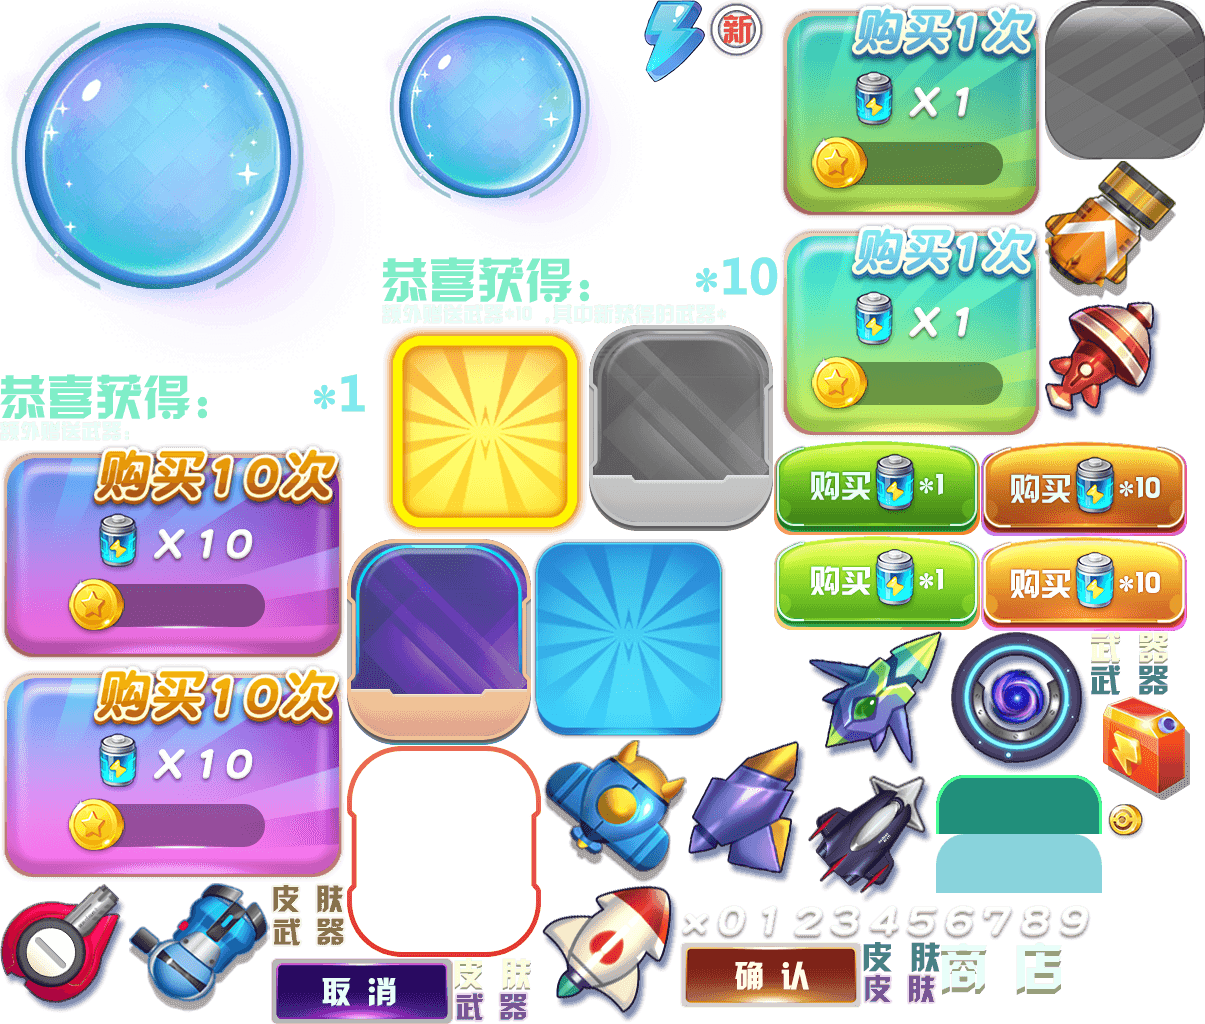 新
购买1次
X 1
购买1次
X 1
恭喜获得：
*10
恭喜获得：
*1
购买10次
X 10
购买10次
X 10
购买*1
购买*10
购买*1
购买*10
武器
武器
皮肤
武器
x0123456789
取消
皮肤
武器
确认
皮肤
皮肤
商店